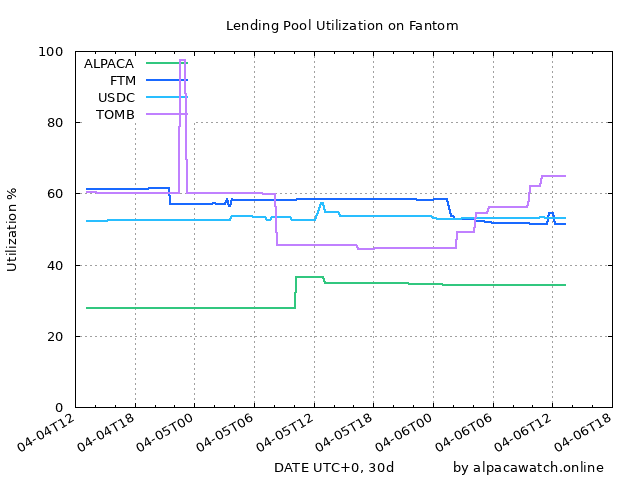 Lending Pool Utilization on Fantom
100
80
60
40
20
0
Utilization %
ALPACA
FTM
USDC
TOMB
04-04T12
04-04T18
04-05T00
04-05T06
04-05T12
04-05T18
04-06T00
04-06T06
04-06T12
04-06T18
DATE UTC+0, 30d
by alpacawatch.online